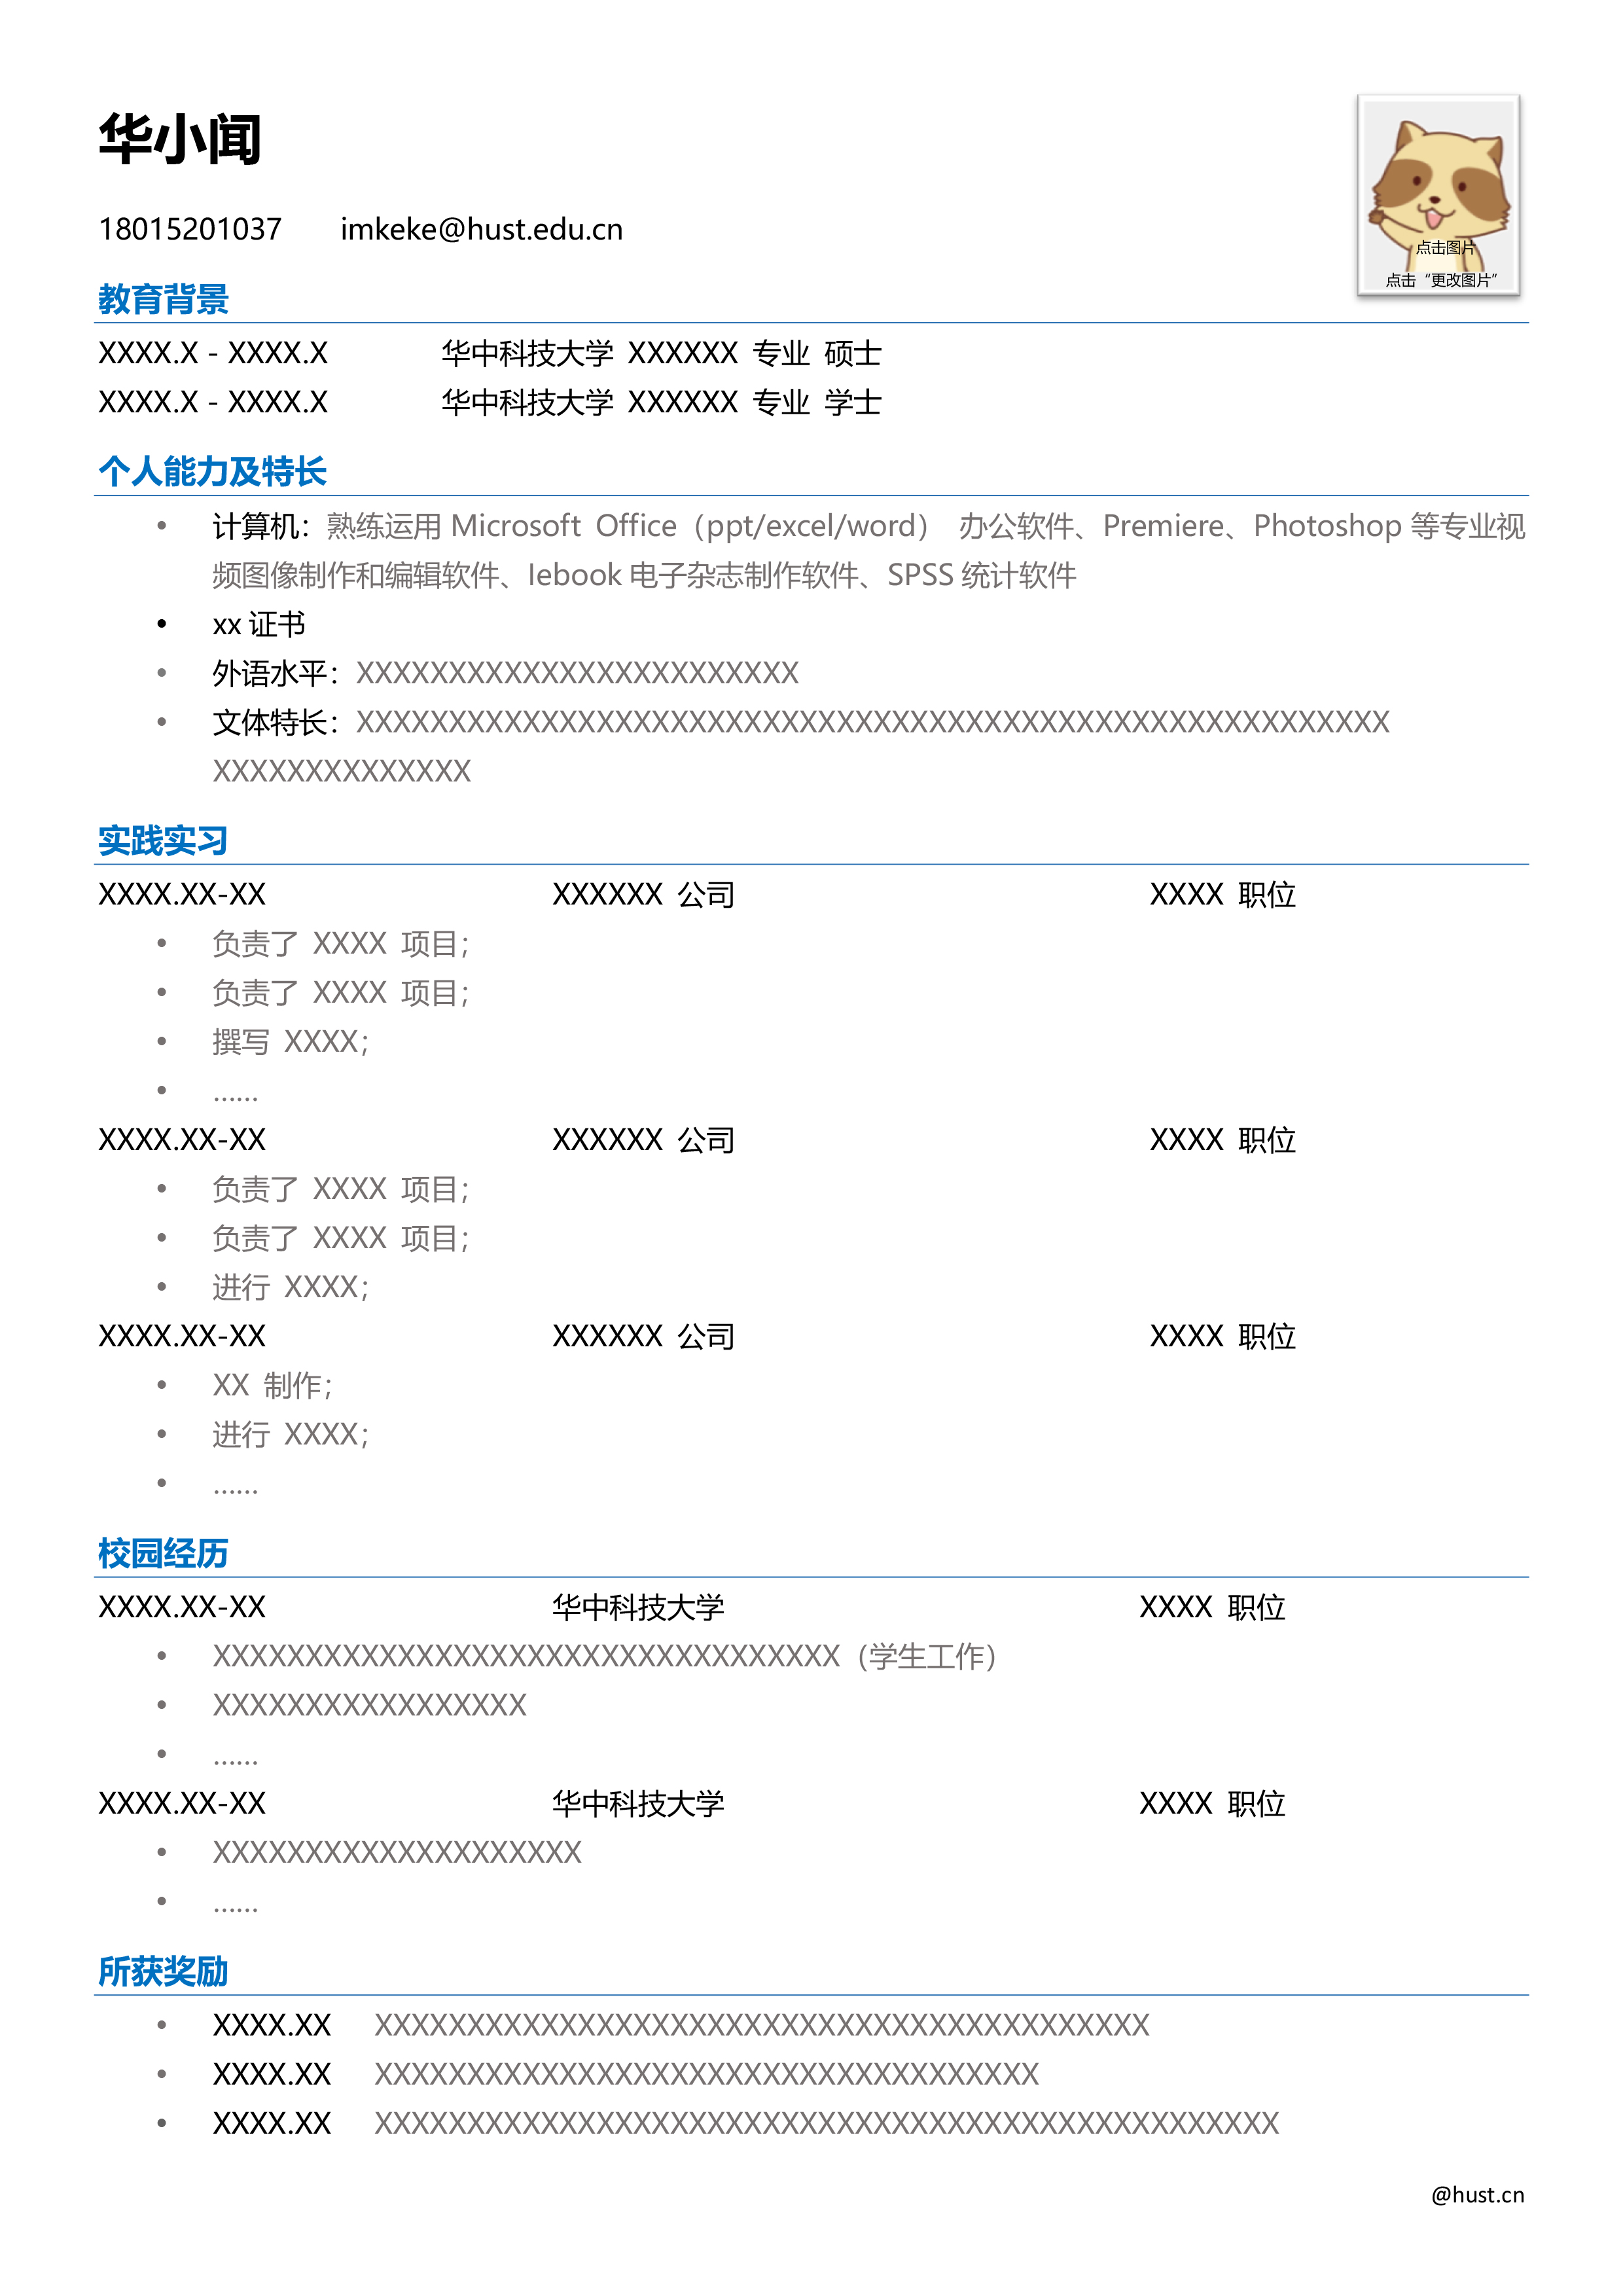 华小闻
18015201037 imkeke@hust.edu.cn
点击图片
点击“更改图片”
教育背景
XXXX.X - XXXX.X 华中科技大学 XXXXXX 专业 硕士
XXXX.X - XXXX.X 华中科技大学 XXXXXX 专业 学士
个人能力及特长
• 计算机：熟练运用 Microsoft Office（ppt/excel/word） 办公软件、Premiere、Photoshop 等专业视
频图像制作和编辑软件、Iebook 电子杂志制作软件、SPSS 统计软件
• xx 证书
• 外语水平：XXXXXXXXXXXXXXXXXXXXXXXX
• 文体特长：XXXXXXXXXXXXXXXXXXXXXXXXXXXXXXXXXXXXXXXXXXXXXXXXXXXXXXXX
XXXXXXXXXXXXXX
实践实习
XXXX.XX-XX XXXXXX 公司 XXXX 职位
• 负责了 XXXX 项目；
• 负责了 XXXX 项目；
• 撰写 XXXX；
• ……
XXXX.XX-XX XXXXXX 公司 XXXX 职位
• 负责了 XXXX 项目；
• 负责了 XXXX 项目；
• 进行 XXXX；
XXXX.XX-XX XXXXXX 公司 XXXX 职位
• XX 制作；
• 进行 XXXX；
• ……
校园经历
XXXX.XX-XX 华中科技大学 XXXX 职位
• XXXXXXXXXXXXXXXXXXXXXXXXXXXXXXXXXX（学生工作）
• XXXXXXXXXXXXXXXXX
• ……
XXXX.XX-XX 华中科技大学 XXXX 职位
• XXXXXXXXXXXXXXXXXXXX
• ……
所获奖励
• XXXX.XX XXXXXXXXXXXXXXXXXXXXXXXXXXXXXXXXXXXXXXXXXX
• XXXX.XX XXXXXXXXXXXXXXXXXXXXXXXXXXXXXXXXXXXX
• XXXX.XX XXXXXXXXXXXXXXXXXXXXXXXXXXXXXXXXXXXXXXXXXXXXXXXXX
@hust.cn